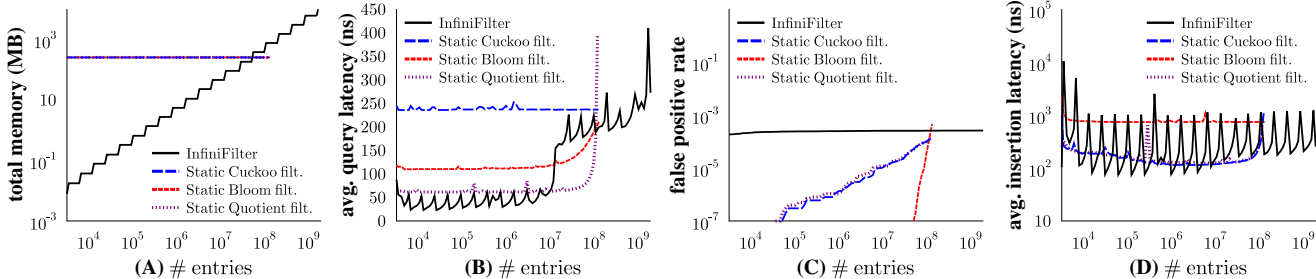 total memory (MB)
10^3
10
10^-1
10^-3
InfiniFilter
Static Cuckoo filt.
Static Bloom filt.
Static Quotient filt.
10^4
10^5
10^6
10^7
10^8
10^9
(A) # entries
avg. query latency (ns)
450
400
350
300
250
200
150
100
50
0
InfiniFilter
Static Cuckoo filt.
Static Bloom filt.
Static Quotient filt.
10^4
10^5
10^6
10^7
10^8
10^9
(B) # entries
false positive rate
10^-1
10^-3
10^-5
10^-7
InfiniFilter
Static Cuckoo filt.
Static Bloom filt.
Static Quotient filt.
10^4
10^5
10^6
10^7
10^8
10^9
(C) # entries
avg. insertion latency (ns)
10^5
10^4
10^3
10^2
10
InfiniFilter
Static Cuckoo filt.
Static Bloom filt.
Static Quotient filt.
10^4
10^5
10^6
10^7
10^8
10^9
(D) # entries